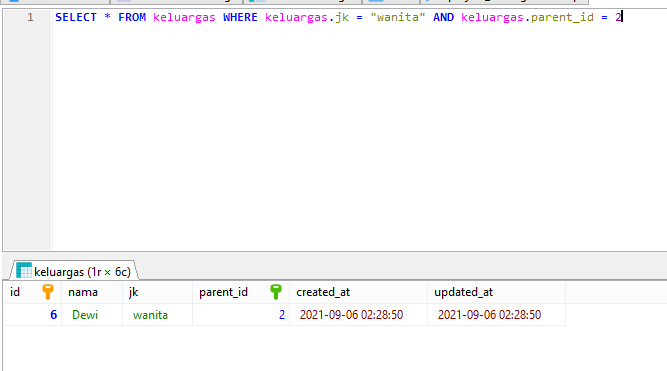 1 SELECT * FROM keluargas WHERE keluargas.jk = "wanita" AND keluargas.parent_id = 2
keluargas (1r × 6c)
id nama jk parent_id created_at updated_at
6 Dewi wanita 2 2021-09-06 02:28:50 2021-09-06 02:28:50